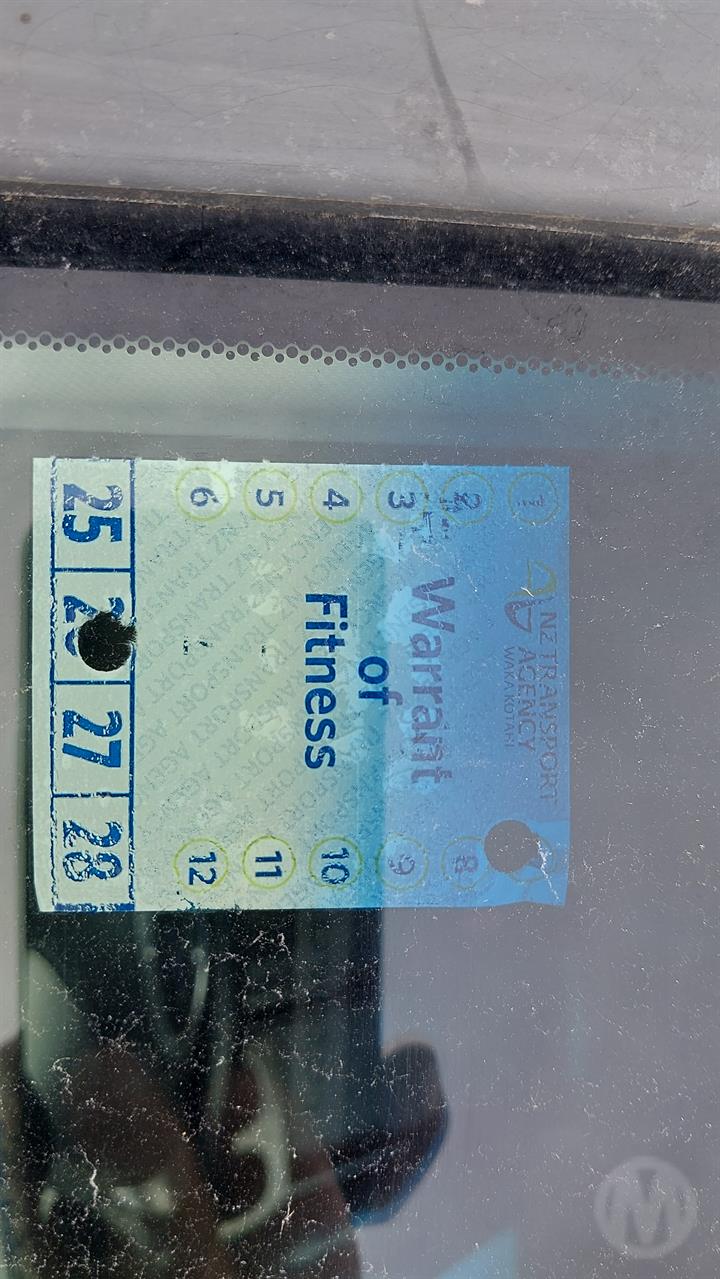 NZ TRANSPORT
AGENCY
WAKA KOTAHI
1
2 8
Warrant
3 9
of
4 10
Fitness
5 11
6 12
25 27 28